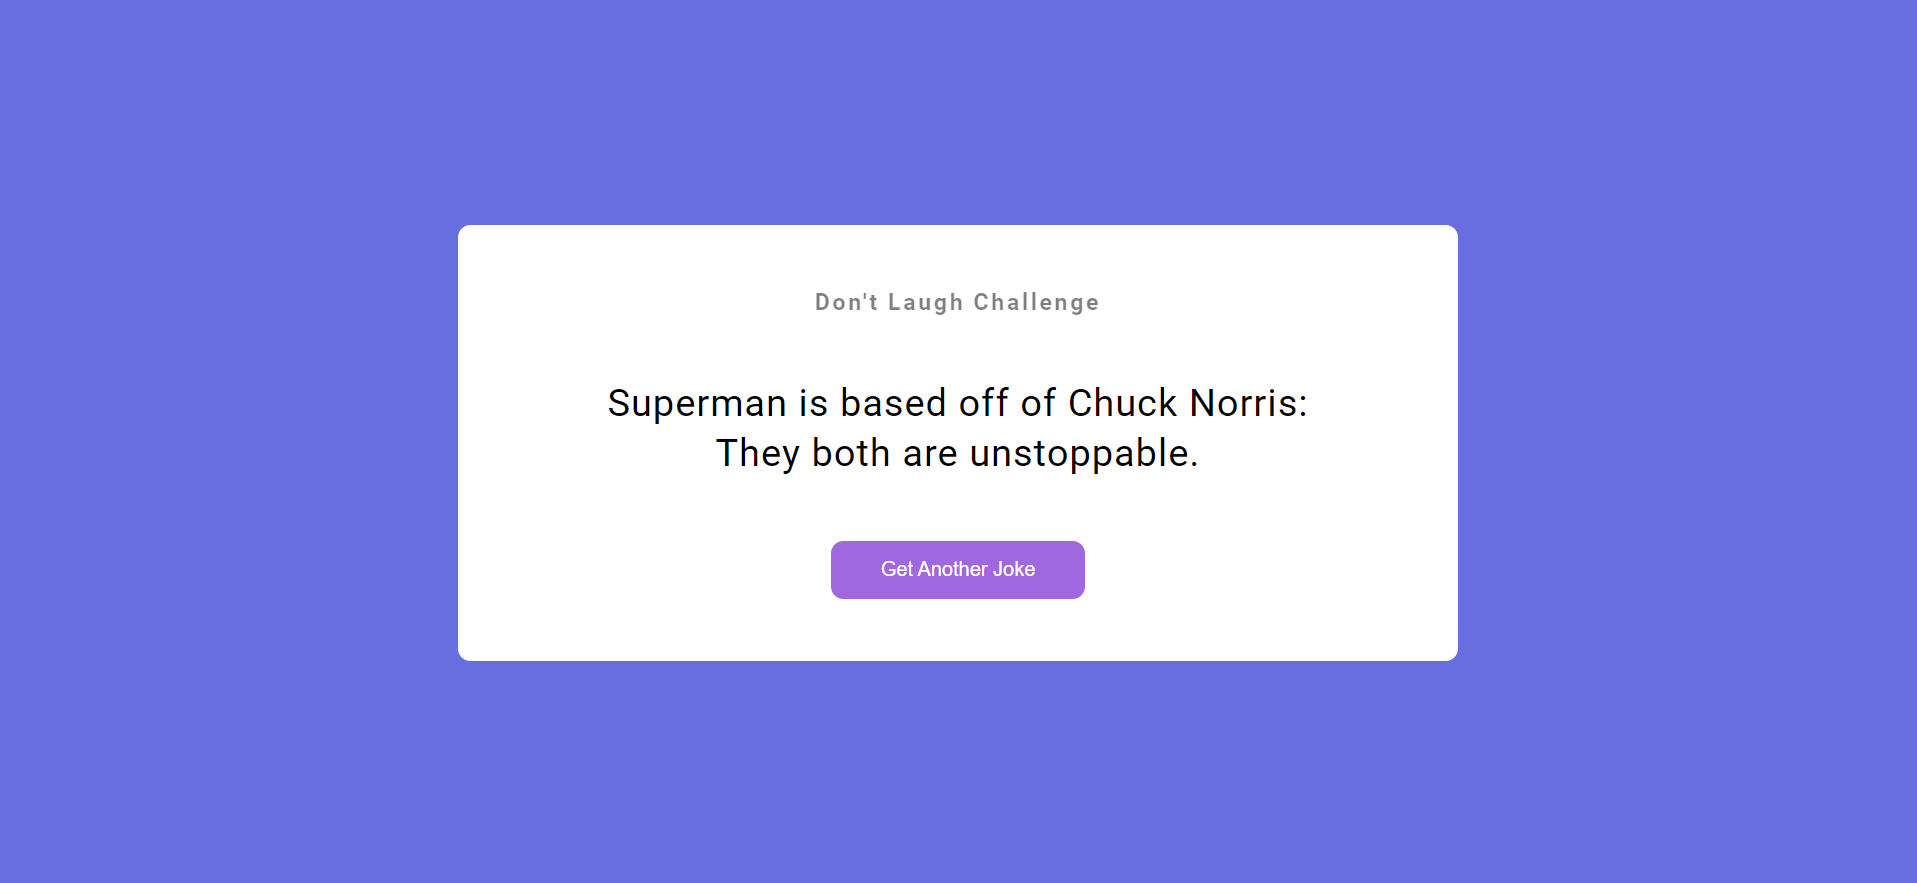 Don't Laugh Challenge
Superman is based off of Chuck Norris:
They both are unstoppable.
Get Another Joke